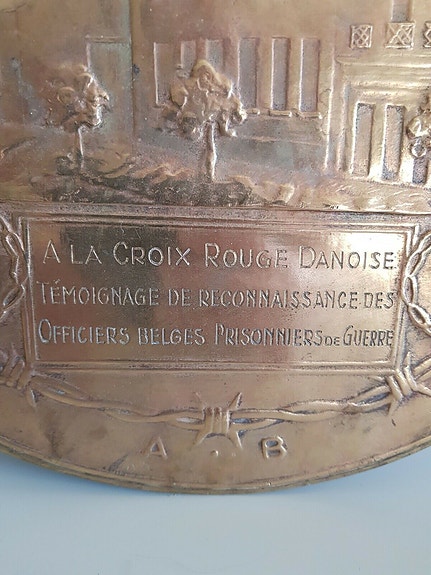 A LA CROIX ROUGE DANOISE
TÉMOIGNAGE DE RECONNAISSANCE DES
OFFICIERS BELGES PRISONNIERS DE GUERRE
A B